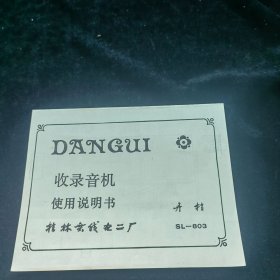 DANGUI
收录音机
使用说明书
丹桂
桂林无线电二厂
SL-803